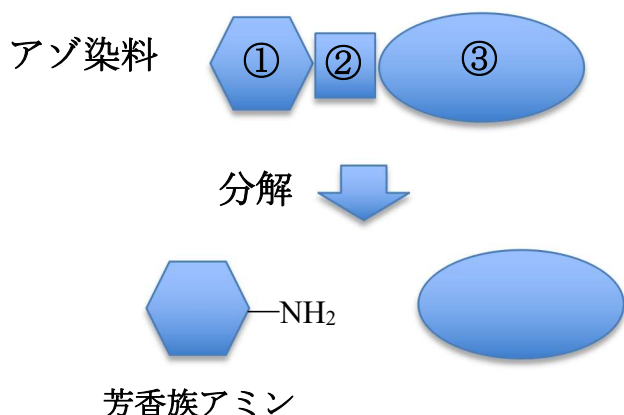 アゾ染料 ① ② ③
分解
—NH₂
芳香族アミン